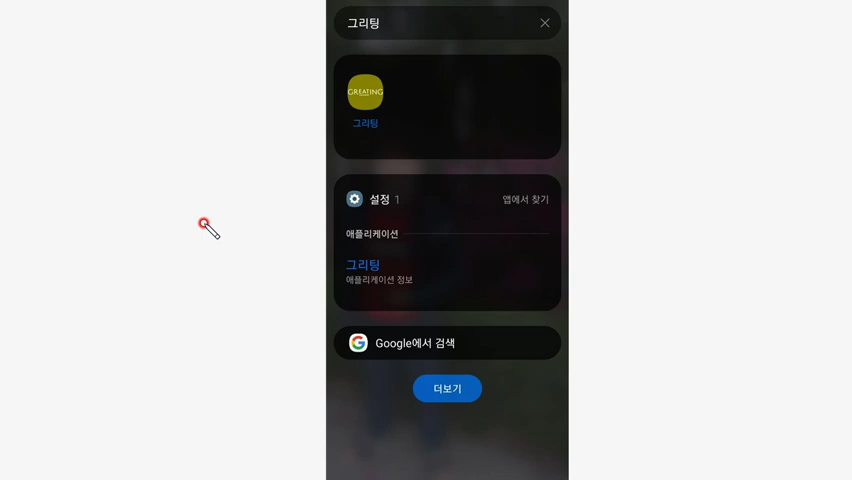 그리팅
GREATING
그리팅
설정 1 앱에서 찾기
애플리케이션
그리팅
애플리케이션 정보
Google에서 검색
더보기